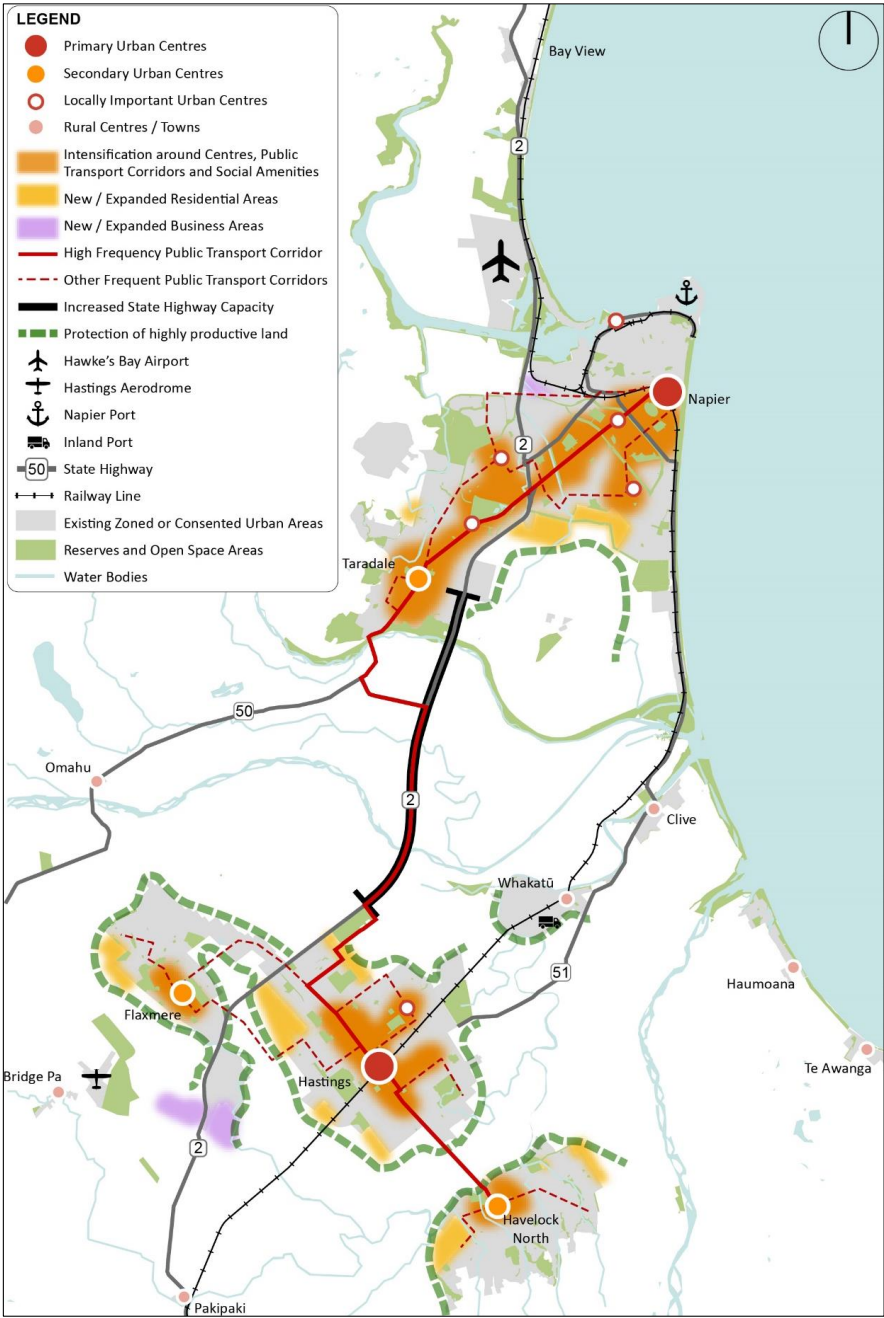 LEGEND
Primary Urban Centres
Secondary Urban Centres
Locally Important Urban Centres
Rural Centres / Towns
Intensification around Centres, Public
Transport Corridors and Social Amenities
New / Expanded Residential Areas
New / Expanded Business Areas
High Frequency Public Transport Corridor
Other Frequent Public Transport Corridors
Increased State Highway Capacity
Protection of highly productive land
Hawke's Bay Airport
Hastings Aerodrome
Napier Port
Inland Port
50
State Highway
Railway Line
Existing Zoned or Consented Urban Areas
Reserves and Open Space Areas
Water Bodies
Bay View
2
Napier
2
Taradale
50
Omahu
2
Clive
Whakatū
51
Haumoana
Flaxmere
Te Awanga
Hastings
Bridge Pa
2
Havelock
North
Pakipaki